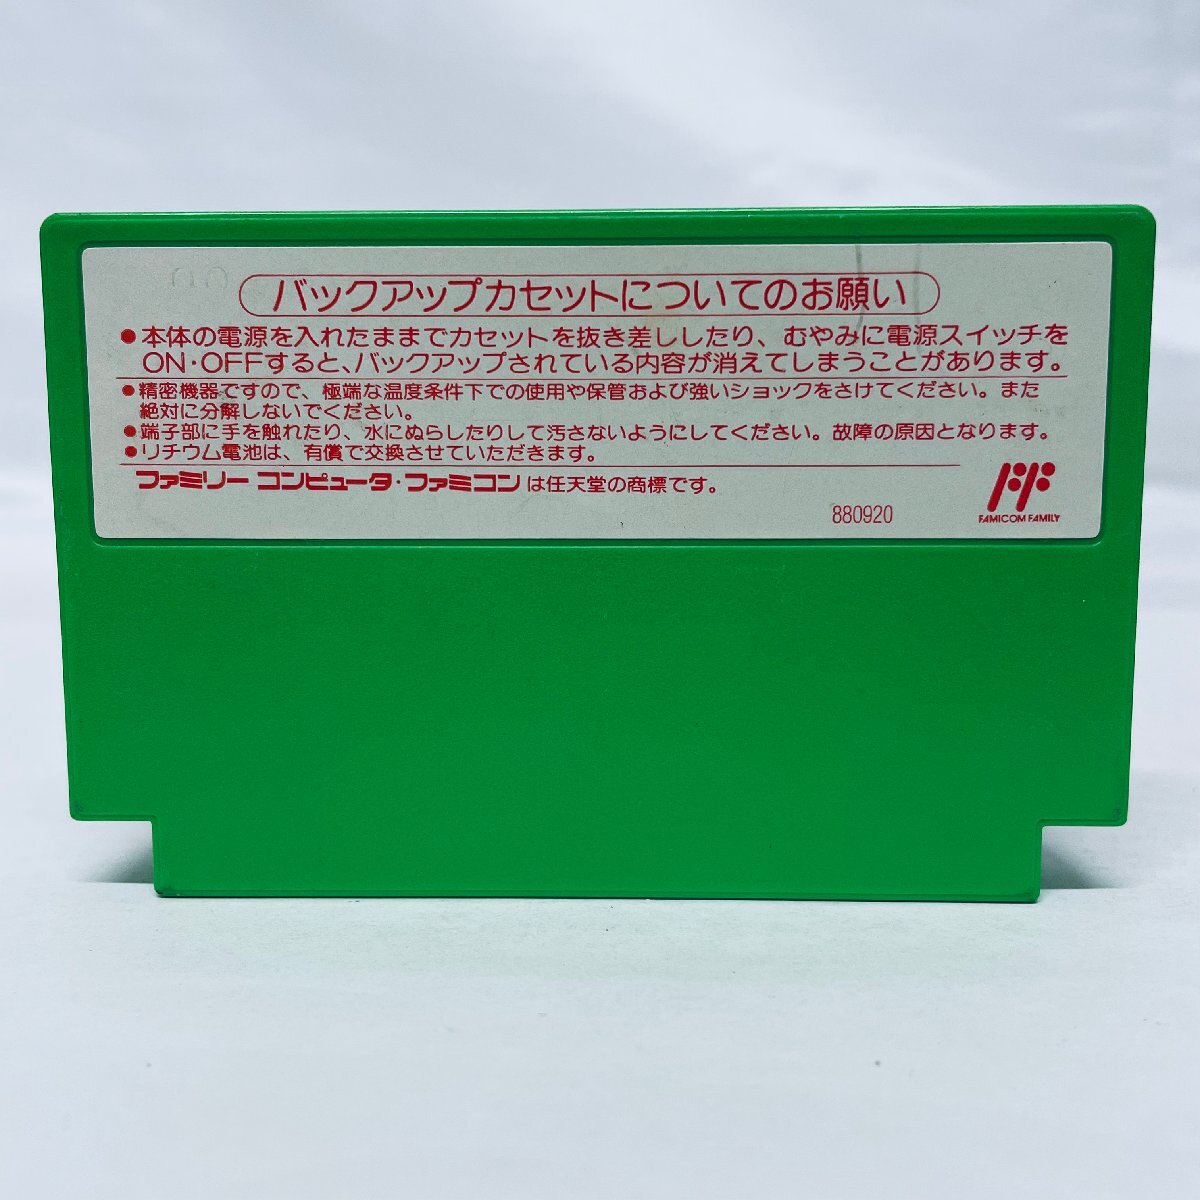 バックアップカセットについてのお願い
●本体の電源を入れたままでカセットを抜き差ししたり、むやみに電源スイッチを
ON・OFFすると、バックアップされている内容が消えてしまうことがあります。
●精密機器ですので、極端な温度条件下での使用や保管および強いショックをさけてください。また
絶対に分解しないでください。
●端子部に手を触れたり、水にぬらしたりして汚さないようにしてください。故障の原因となります。
●リチウム電池は、有償で交換させていただきます。
ファミリー コンピュータ・ファミコンは任天堂の商標です。
880920
FAMICOM FAMILY